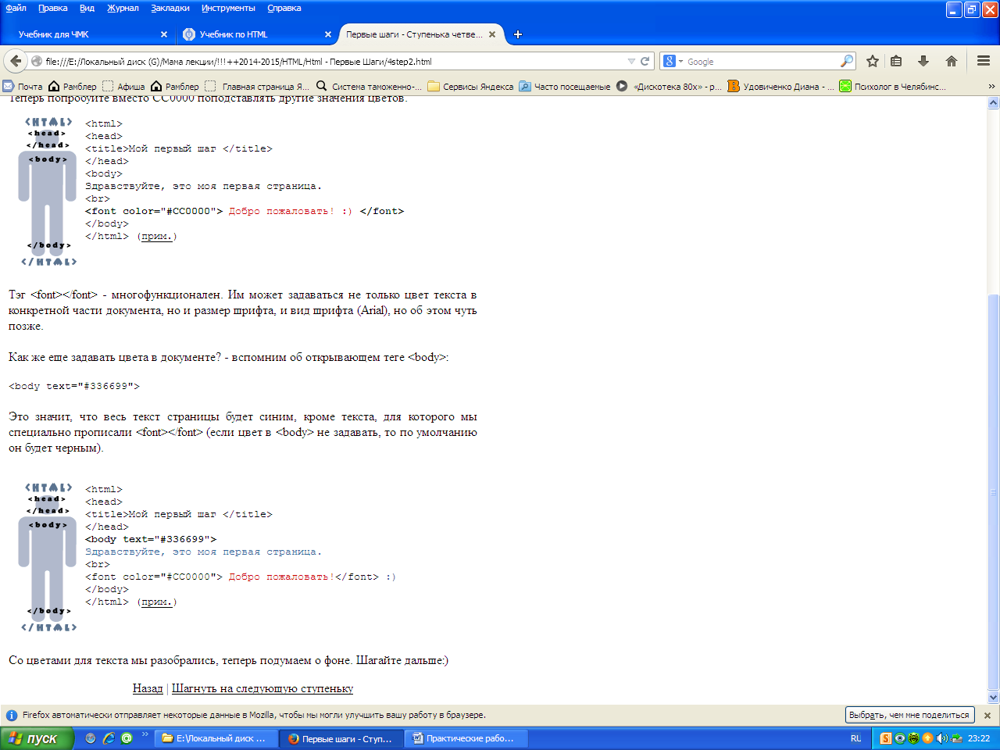 Файл Правка Вид Журнал Закладки Инструменты Справка
Учебник для ЧМК
Учебник по HTML
Первые шаги - Ступенька четве...
file:///E:/Локальный диск (G)/Мама лекции/!!!++2014-2015/HTML/Html - Первые Шаги/4step2.html
Google
Почта Рамблер Афиша Рамблер Главная страница Я... Система таможенно-... Сервисы Яндекса Часто посещаемые «Дискотека 80х» - р... Удовиченко Диана - ... Психолог в Челябинс... »
Теперь попробуйте вместо CC0000 поподставлять другие значения цветов.
<HTML>
<head>
</head>
<body>
</body>
</HTML>
<html>
<head>
<title>Мой первый шаг </title>
</head>
<body>
Здравствуйте, это моя первая страница.
<br>
<font color="#CC0000"> Добро пожаловать! :) </font>
</body>
</html> (прим.)
Тэг <font></font> - многофункционален. Им может задаваться не только цвет текста в
конкретной части документа, но и размер шрифта, и вид шрифта (Arial), но об этом чуть
позже.
Как же еще задавать цвета в документе? - вспомним об открывающем теге <body>:
<body text="#336699">
Это значит, что весь текст страницы будет синим, кроме текста, для которого мы
специально прописали <font></font> (если цвет в <body> не задавать, то по умолчанию
он будет черным).
<HTML>
<head>
</head>
<body>
</body>
</HTML>
<html>
<head>
<title>Мой первый шаг </title>
</head>
<body text="#336699">
Здравствуйте, это моя первая страница.
<br>
<font color="#CC0000"> Добро пожаловать!</font> :)
</body>
</html> (прим.)
Со цветами для текста мы разобрались, теперь подумаем о фоне. Шагайте дальше:)
Назад | Шагнуть на следующую ступеньку
Firefox автоматически отправляет некоторые данные в Mozilla, чтобы мы могли улучшить вашу работу в браузере.
Выбрать, чем мне поделиться
пуск
»
E:\Локальный диск ...
Первые шаги - Ступ...
Практические рабо...
RU
23:22